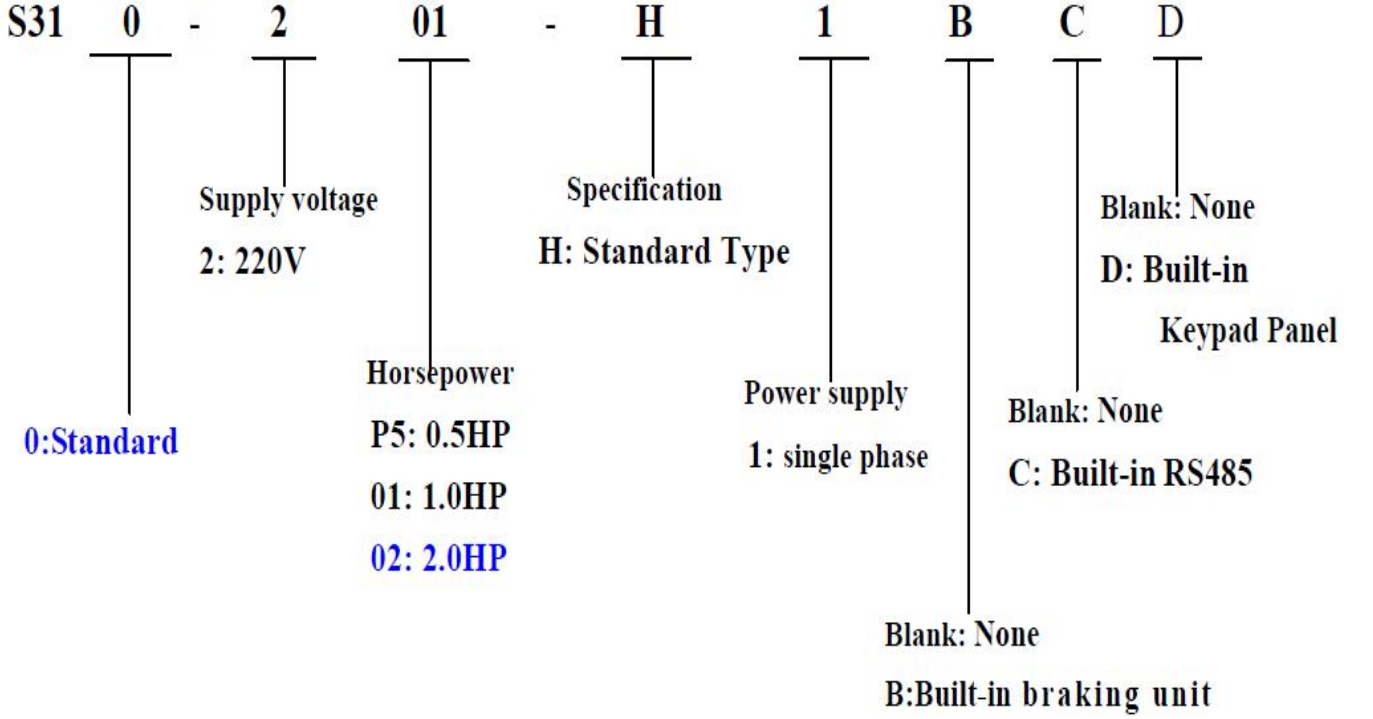 S31 0 - 2 01 - H 1 B C D
Supply voltage
2: 220V
Specification
H: Standard Type
Blank: None
D: Built-in
Keypad Panel
Horsepower
P5: 0.5HP
01: 1.0HP
02: 2.0HP
0:Standard
Power supply
1: single phase
Blank: None
C: Built-in RS485
Blank: None
B:Built-in braking unit